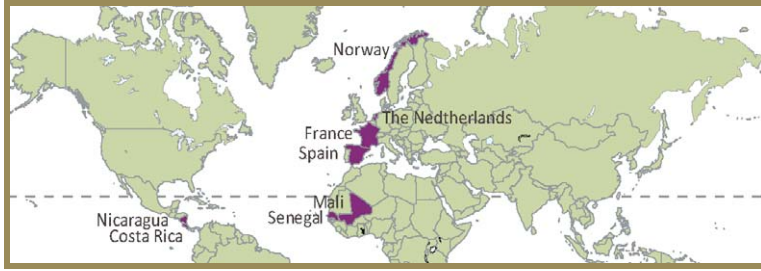 Norway
The Nedtherlands
France
Spain
Mali
Senegal
Nicaragua
Costa Rica